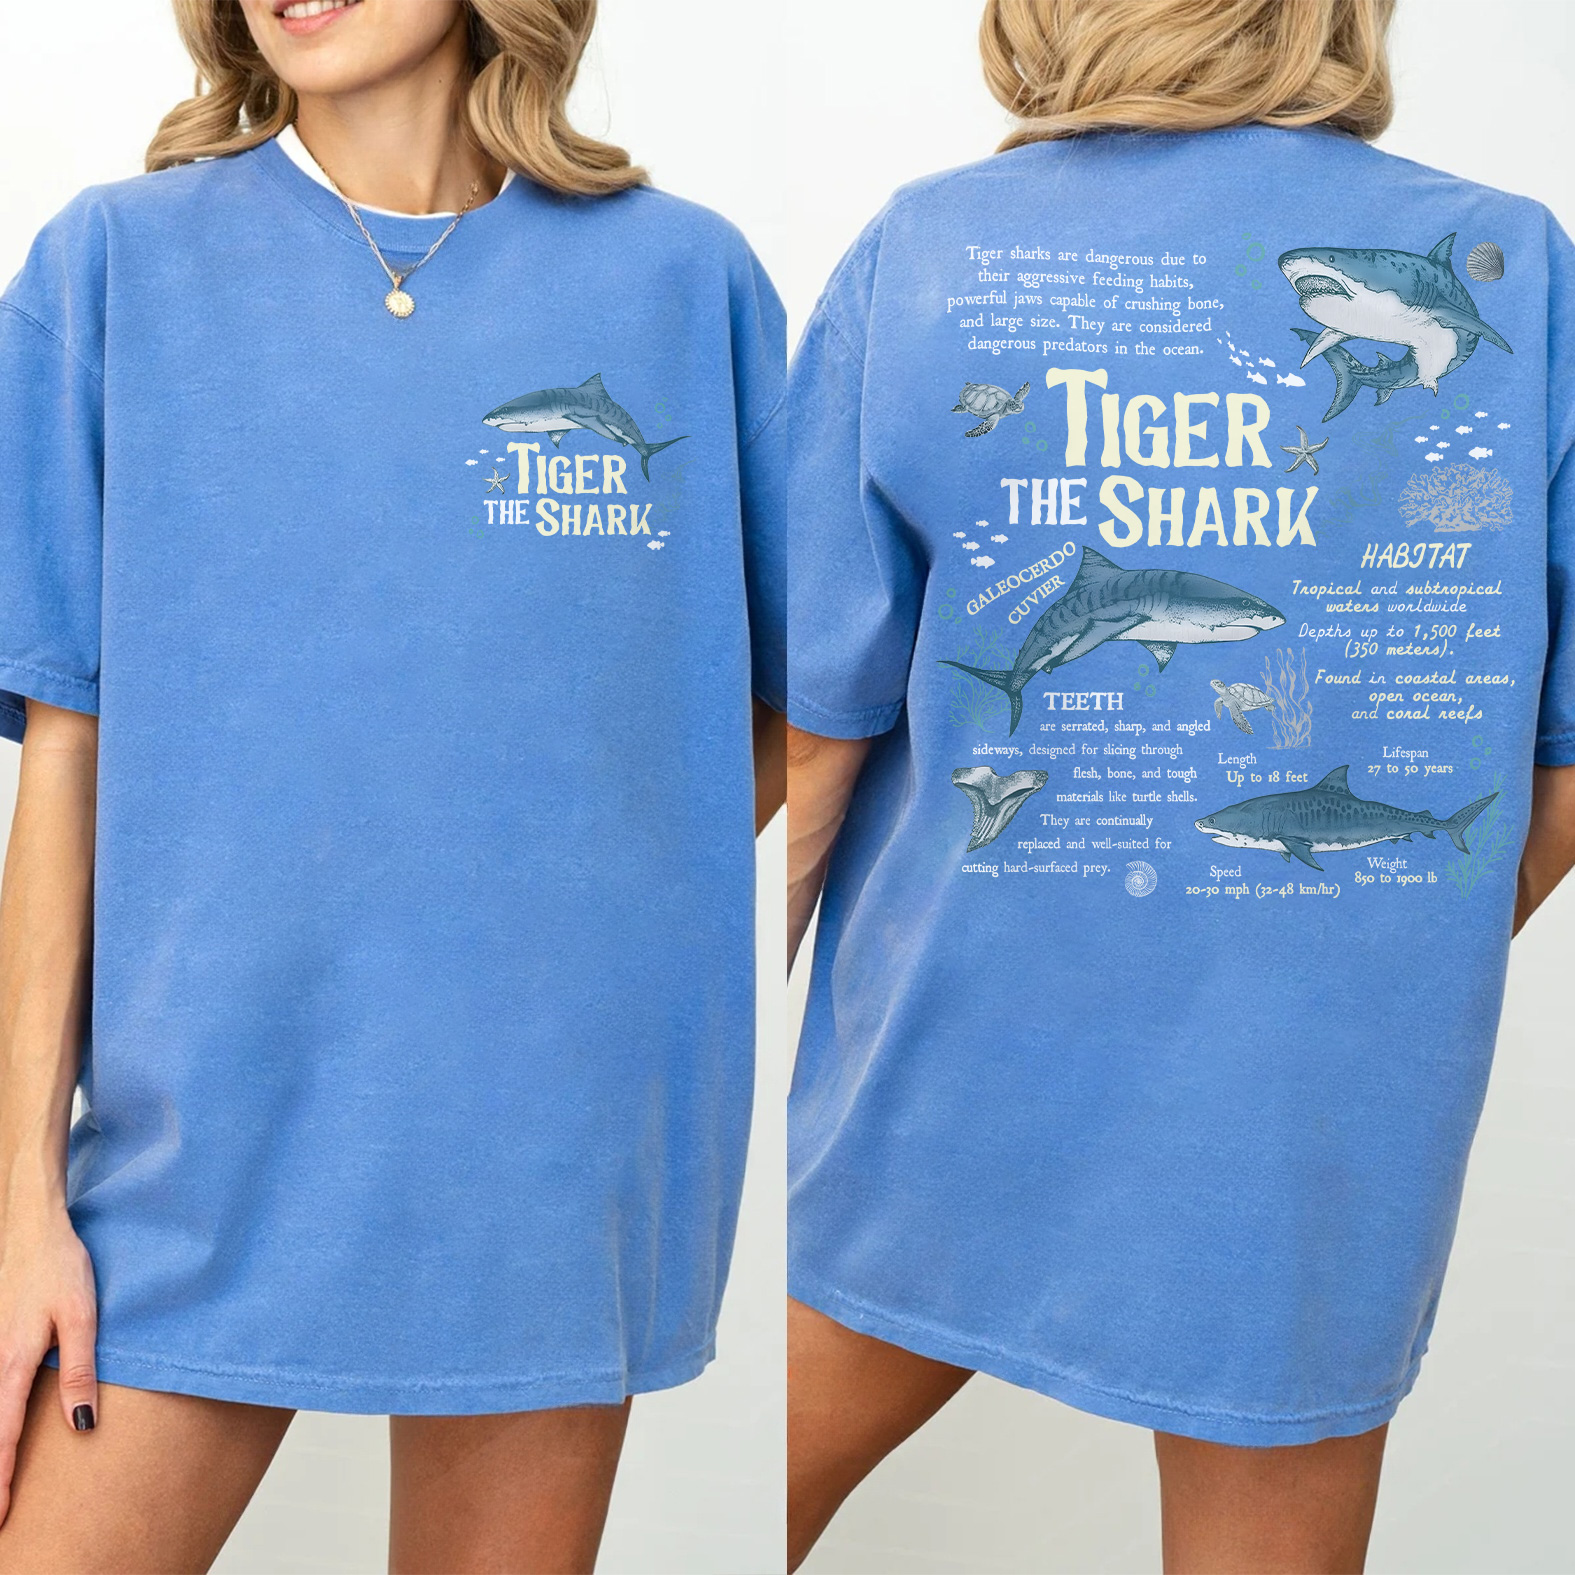 TIGER
THE SHARK
Tiger sharks are dangerous due to
their aggressive feeding habits,
powerful jaws capable of crushing bone,
and large size. They are considered
dangerous predators in the ocean.
TIGER
THE SHARK
GALEOCERDO
CUVIER
HABITAT
Tropical and subtropical
waters worldwide
Depths up to 1,500 feet
(350 meters).
Found in coastal areas,
open ocean,
and coral reefs
TEETH
are serrated, sharp, and angled
sideways, designed for slicing through
flesh, bone, and tough
materials like turtle shells.
They are continually
replaced and well-suited for
cutting hard-surfaced prey.
Length
Up to 18 feet
Lifespan
27 to 50 years
Speed
20-30 mph (32-48 km/hr)
Weight
850 to 1900 lb